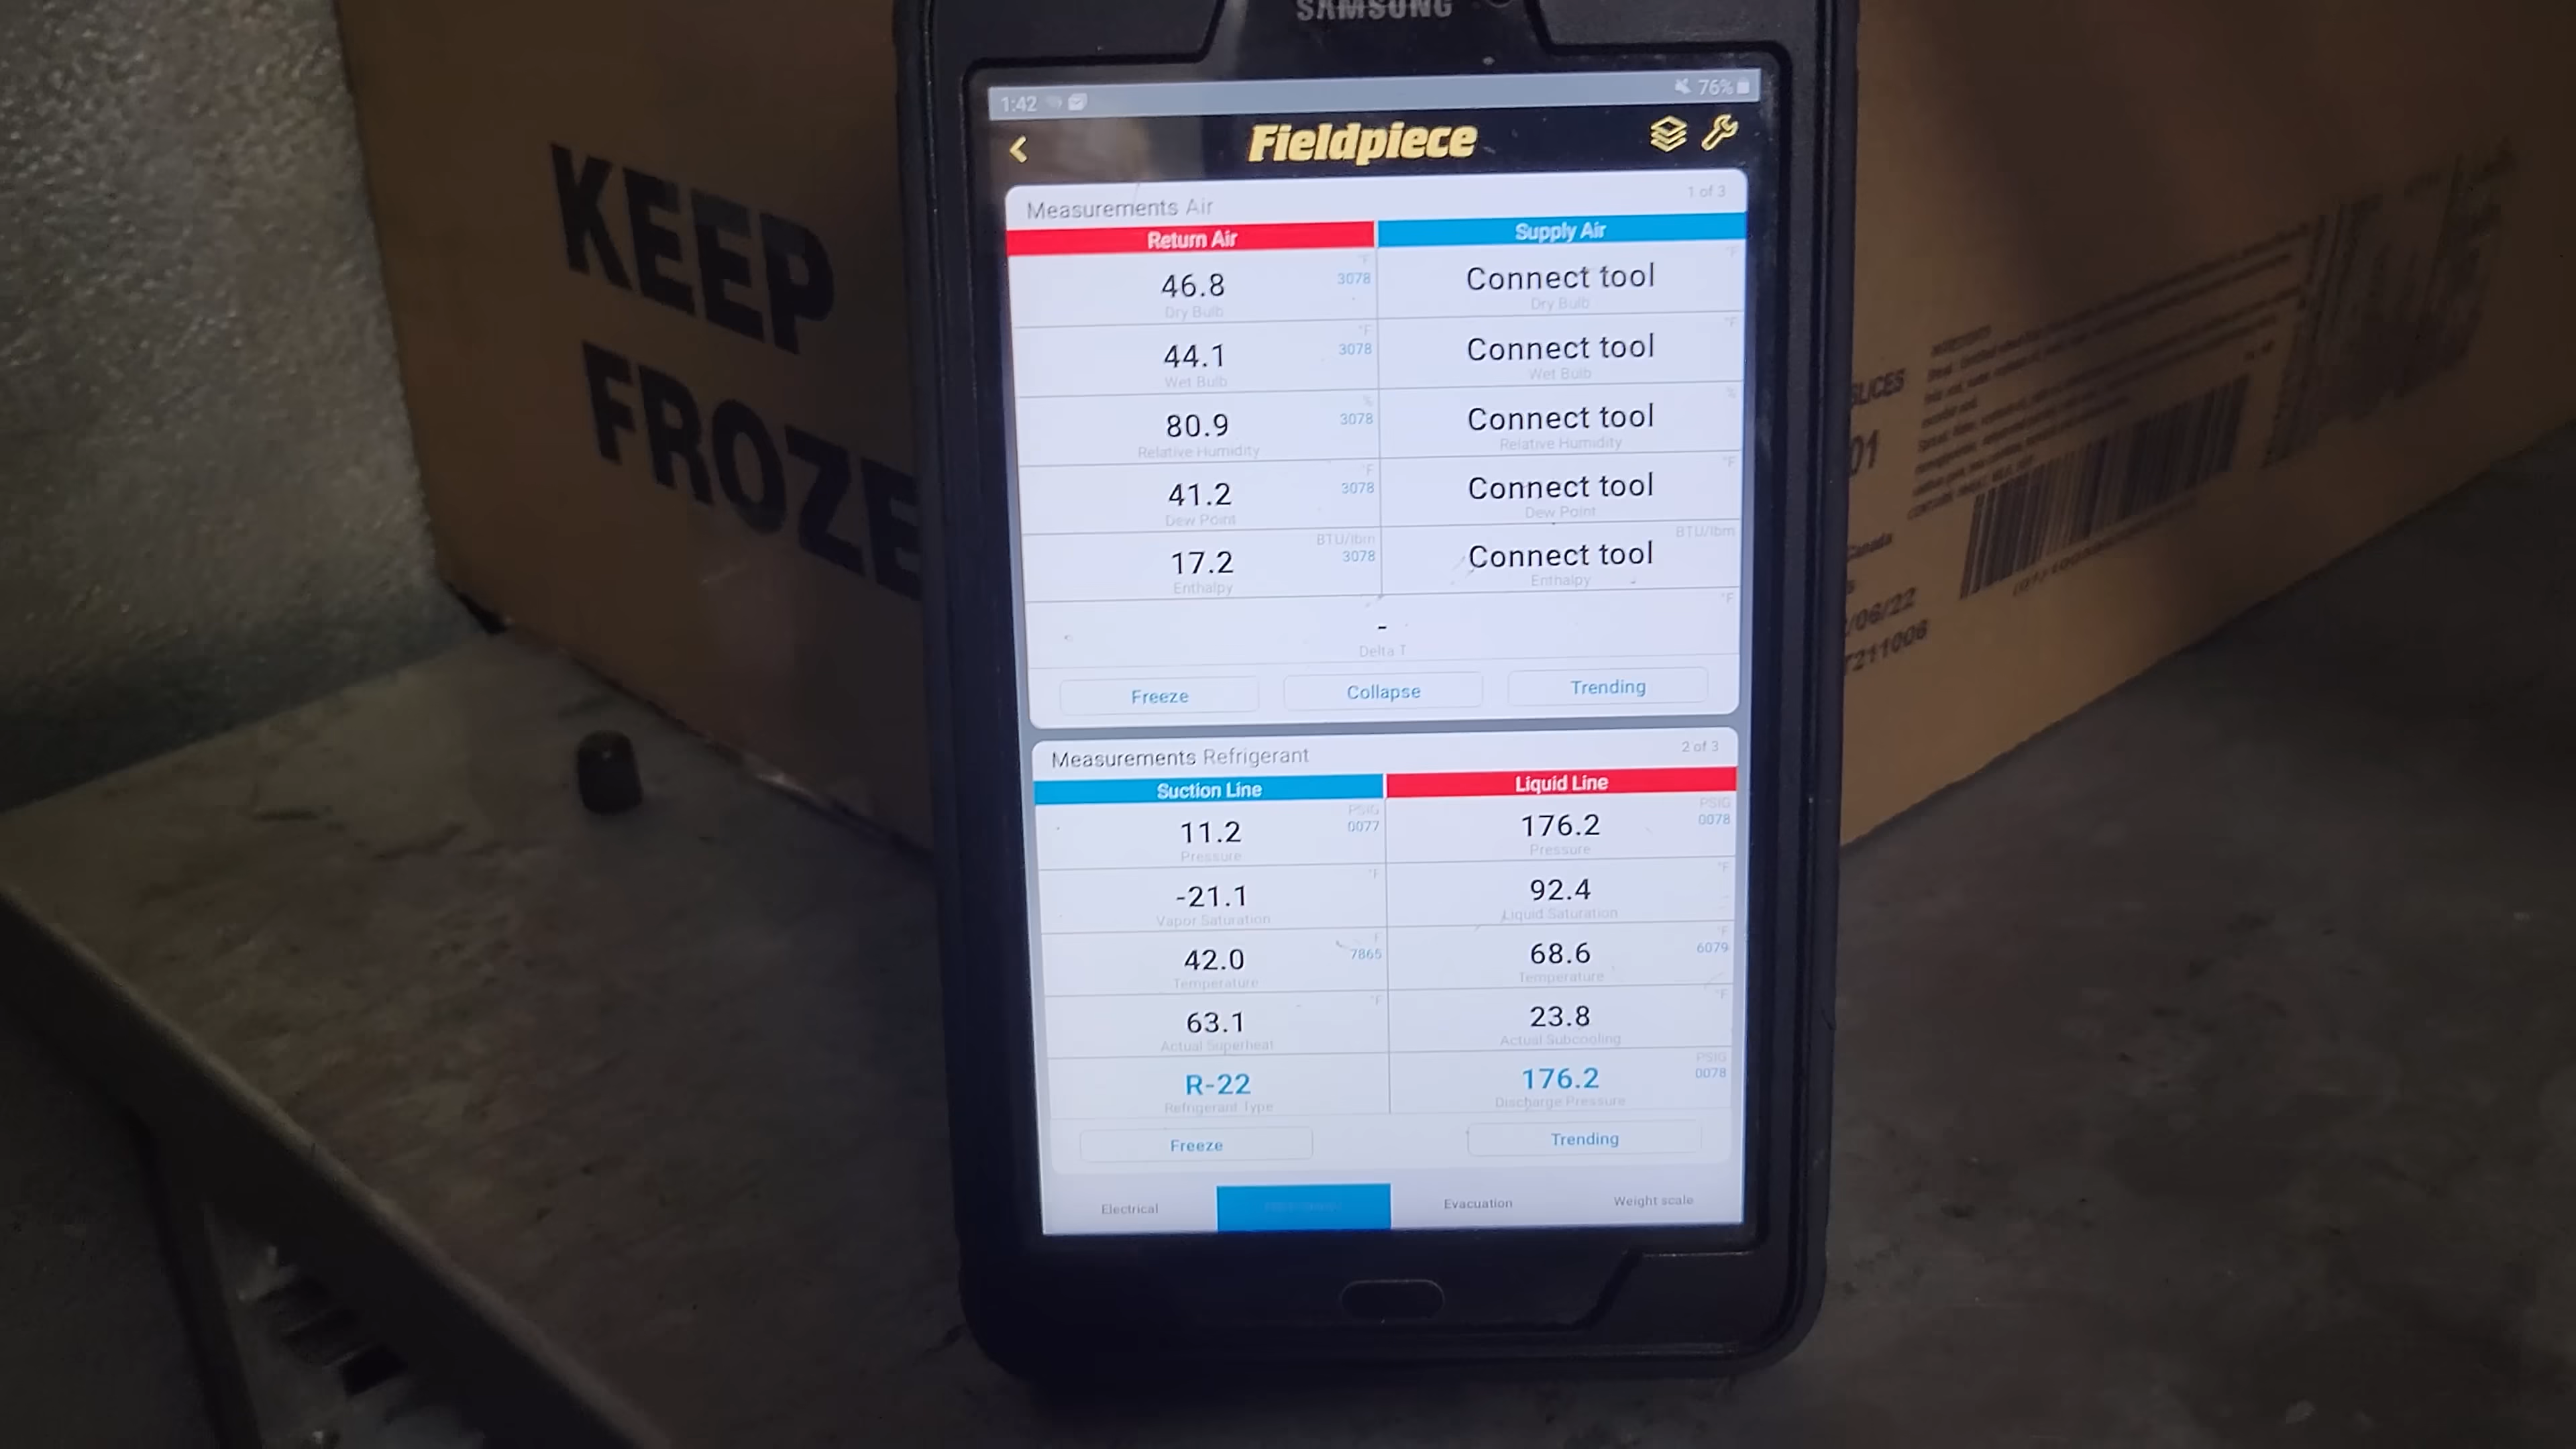 SAMSUNG
1:42
76%
Fieldpiece
KEEP
FROZE
Measurements Air
1 of 3
Return Air
Supply Air
46.8
°F
3078
Dry Bulb
Connect tool
°F
Dry Bulb
44.1
°F
3078
Wet Bulb
Connect tool
°F
Wet Bulb
80.9
%
3078
Relative Humidity
Connect tool
%
Relative Humidity
41.2
°F
3078
Dew Point
Connect tool
°F
Dew Point
17.2
BTU/lbm
3078
Enthalpy
Connect tool
BTU/lbm
Enthalpy
-
°F
Delta T
Freeze
Collapse
Trending
Measurements Refrigerant
2 of 3
Suction Line
Liquid Line
11.2
PSIG
0077
Pressure
176.2
PSIG
0078
Pressure
-21.1
°F
Vapor Saturation
92.4
°F
Liquid Saturation
42.0
°F
7865
Temperature
68.6
°F
6079
Temperature
63.1
°F
Actual Superheat
23.8
°F
Actual Subcooling
R-22
Refrigerant Type
176.2
PSIG
0078
Discharge Pressure
Freeze
Trending
Electrical
Evacuation
Weight scale
SLICES
01
Canada
/06/22
7211006